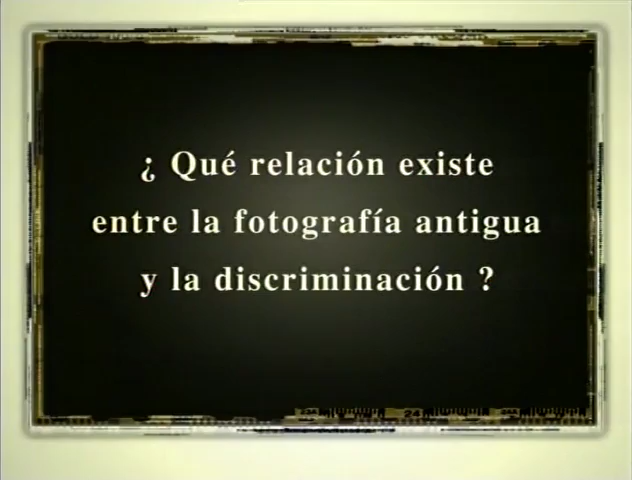 ¿ Qué relación existe
entre la fotografía antigua
y la discriminación ?